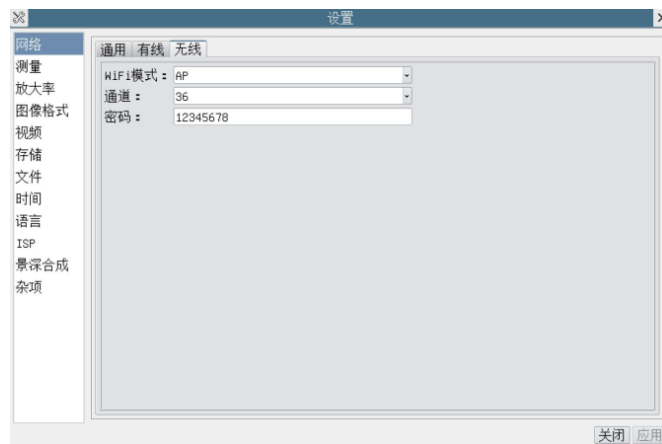 设置
网络
测量
放大率
图像格式
视频
存储
文件
时间
语言
ISP
景深合成
杂项
通用 有线 无线
WiFi模式： AP
通道： 36
密码： 12345678
关闭 应用